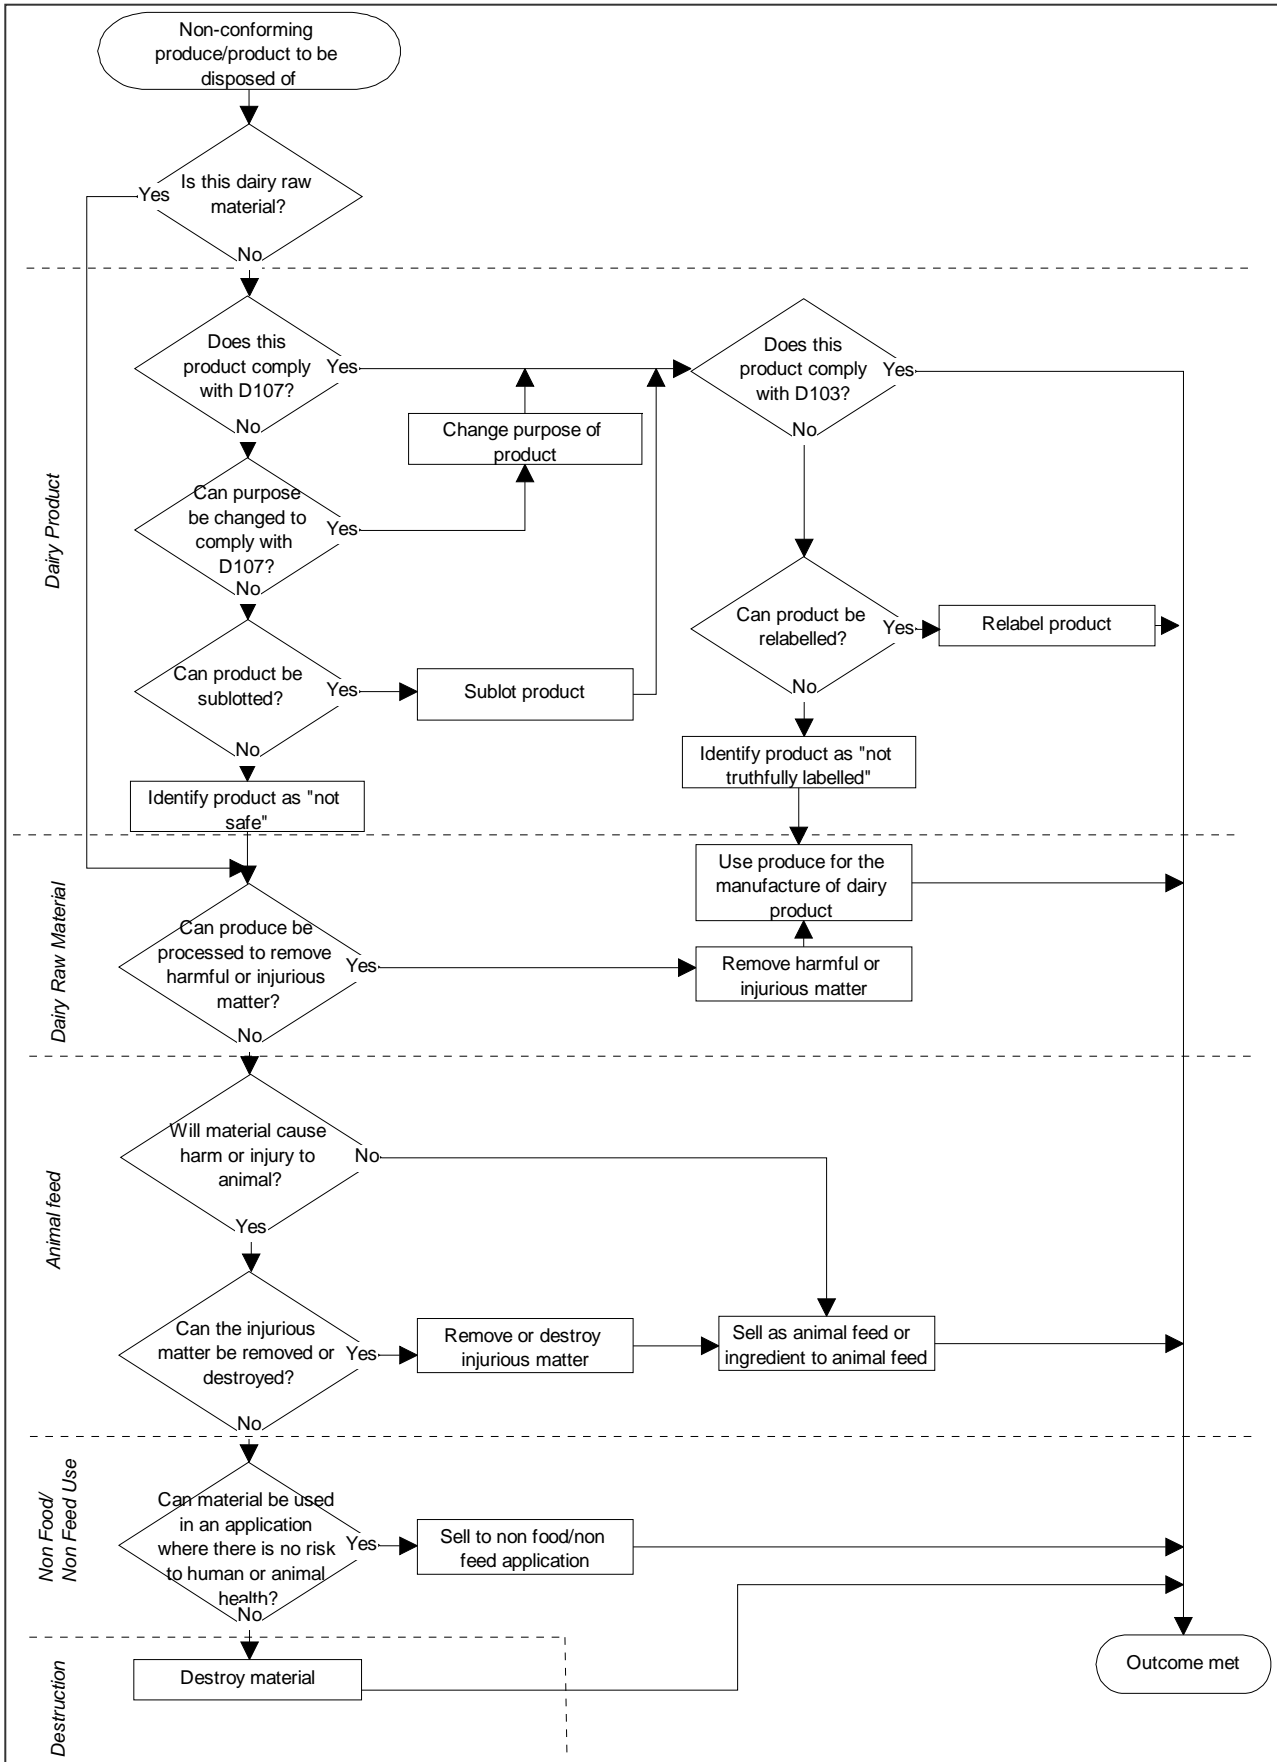 Non-conforming
produce/product to be
disposed of
Is this dairy raw
material?
Yes
No
Dairy Product
Does this
product comply
with D107?
Yes
No
Change purpose of
product
Can purpose
be changed to
comply with
D107?
Yes
No
Can product be
sublotted?
Yes
No
Sublot product
Identify product as "not
safe"
Does this
product comply
with D103?
Yes
No
Can product be
relabelled?
Yes
No
Relabel product
Identify product as "not
truthfully labelled"
Dairy Raw Material
Can produce be
processed to remove
harmful or injurious
matter?
Yes
No
Use produce for the
manufacture of dairy
product
Remove harmful or
injurious matter
Animal feed
Will material cause
harm or injury to
animal?
No
Yes
Can the injurious
matter be removed or
destroyed?
Yes
No
Remove or destroy
injurious matter
Sell as animal feed or
ingredient to animal feed
Non Food/
Non Feed Use
Can material be used
in an application
where there is no risk
to human or animal
health?
Yes
No
Sell to non food/non
feed application
Destruction
Destroy material
Outcome met